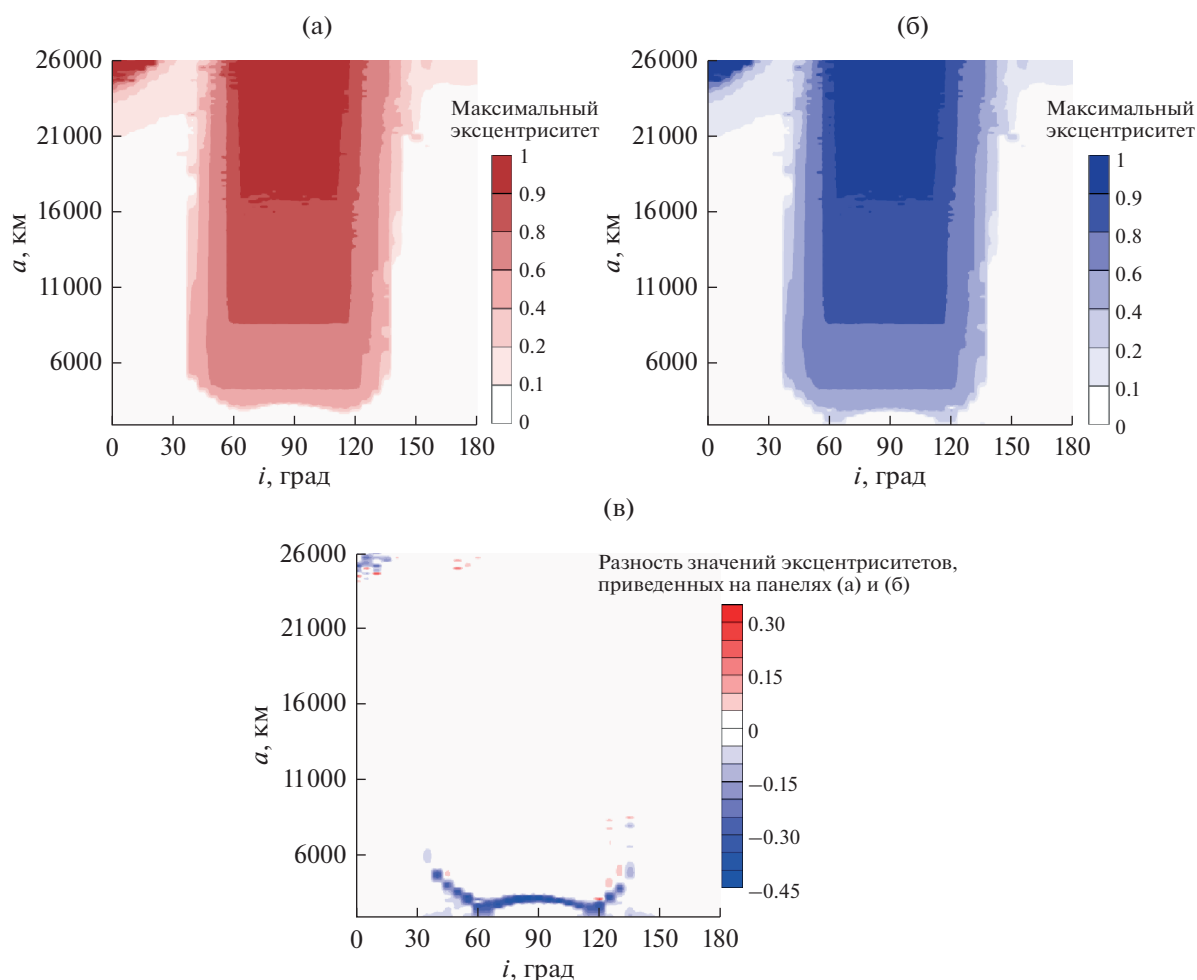 (а)
26000
21000
16000
11000
6000
a, км
0 30 60 90 120 150 180
i, град
Максимальный
эксцентриситет
1
0.9
0.8
0.6
0.4
0.2
0.1
0
(б)
26000
21000
16000
11000
6000
a, км
0 30 60 90 120 150 180
i, град
Максимальный
эксцентриситет
1
0.9
0.8
0.6
0.4
0.2
0.1
0
(в)
26000
21000
16000
11000
6000
a, км
0 30 60 90 120 150 180
i, град
Разность значений эксцентриситетов,
приведенных на панелях (а) и (б)
0.30
0.15
0
−0.15
−0.30
−0.45